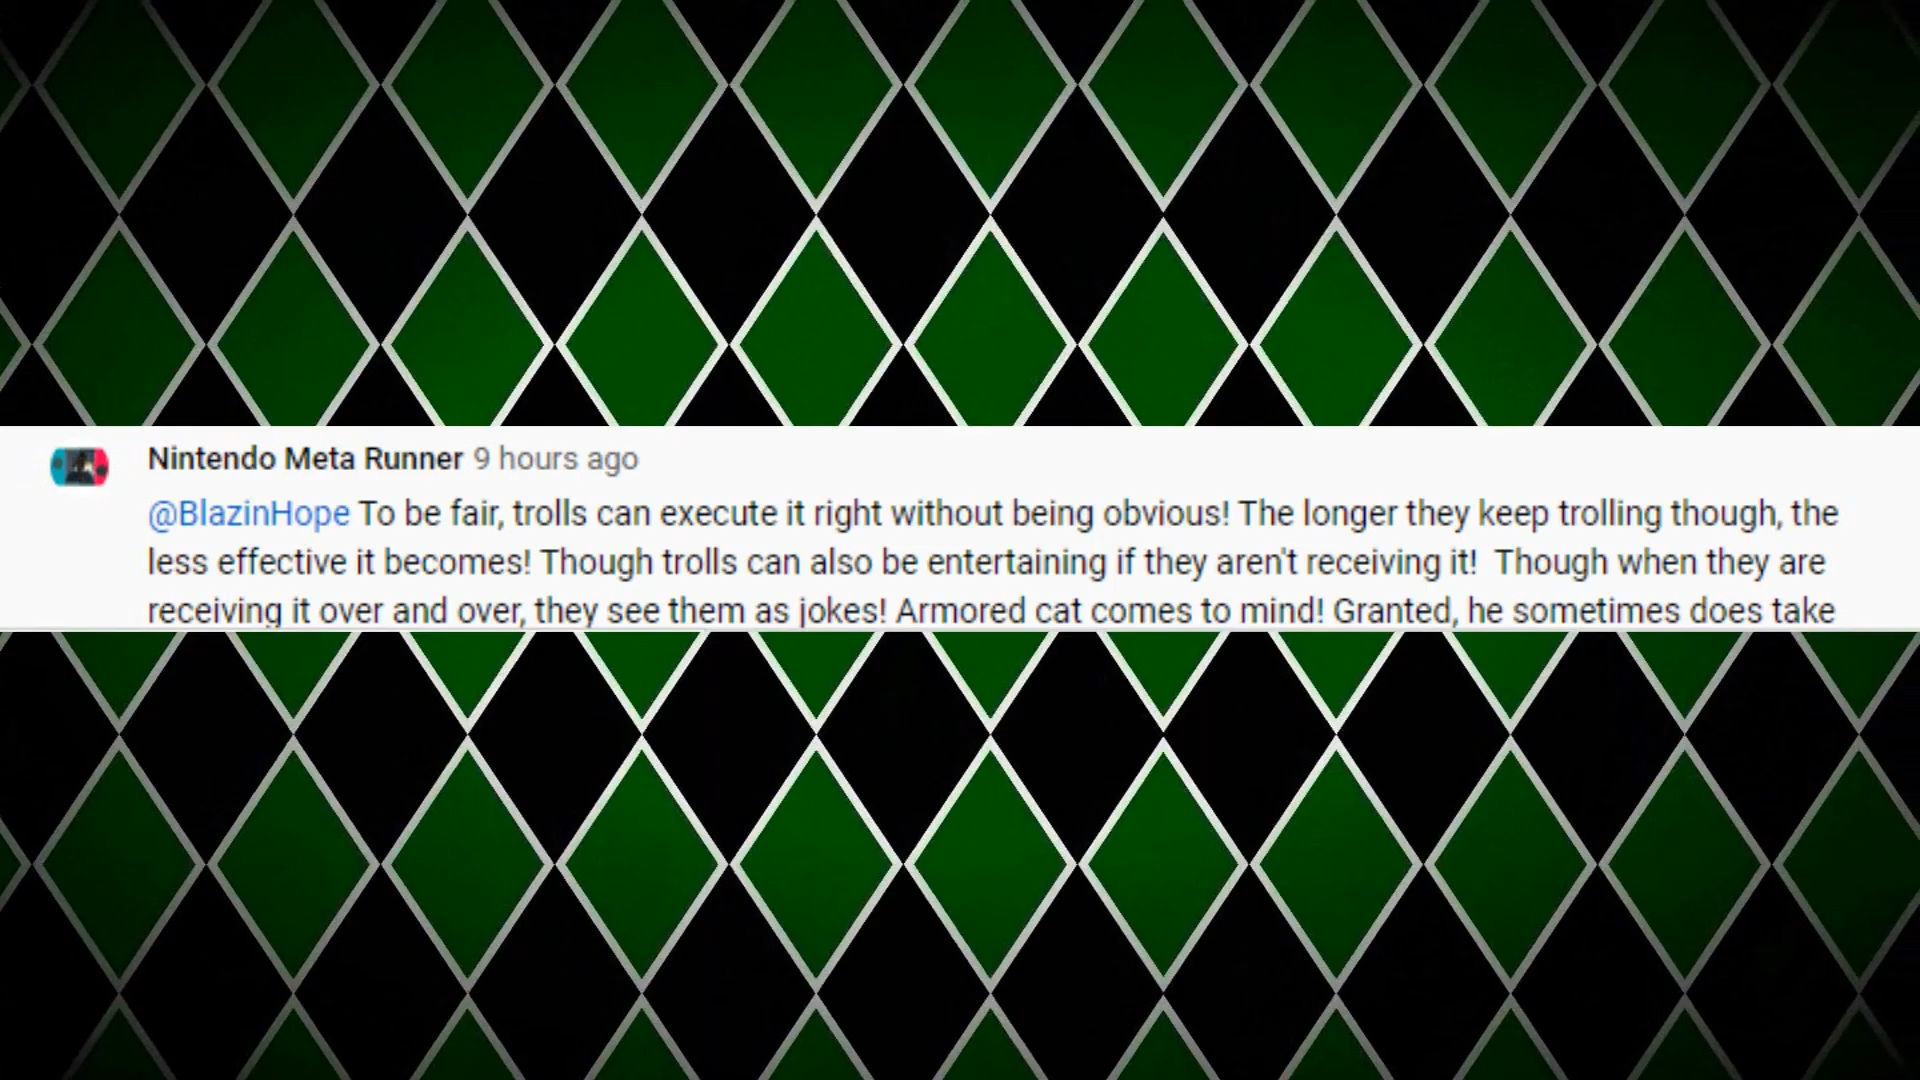 Nintendo Meta Runner 9 hours ago
@BlazinHope To be fair, trolls can execute it right without being obvious! The longer they keep trolling though, the
less effective it becomes! Though trolls can also be entertaining if they aren't receiving it!  Though when they are
receiving it over and over, they see them as jokes! Armored cat comes to mind! Granted, he sometimes does take